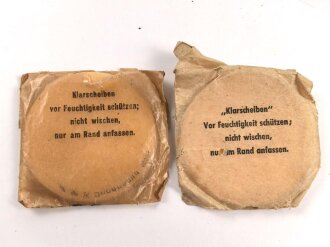 Klarscheiben
vor Feuchtigkeit schützen;
nicht wischen,
nur am Rand anfassen.
„Klarscheiben"
Vor Feuchtigkeit schützen;
nicht wischen,
nur am Rand anfassen.